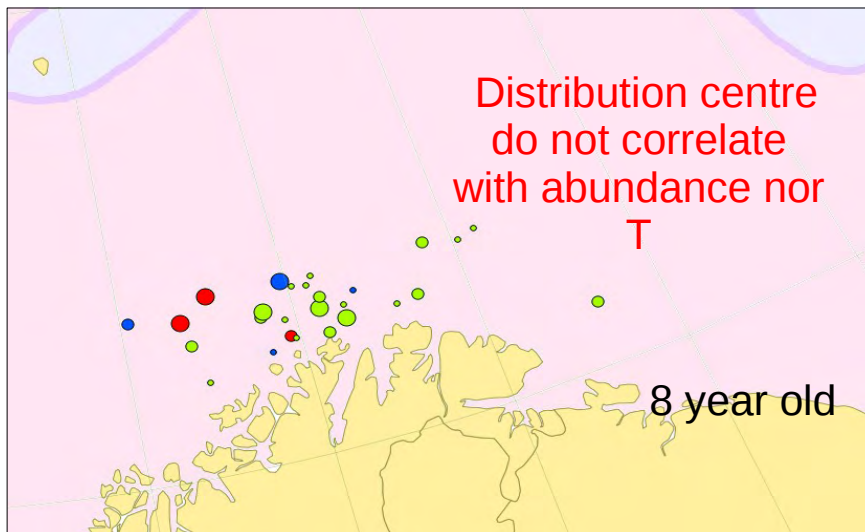 Distribution centre
do not correlate
with abundance nor
T
8 year old